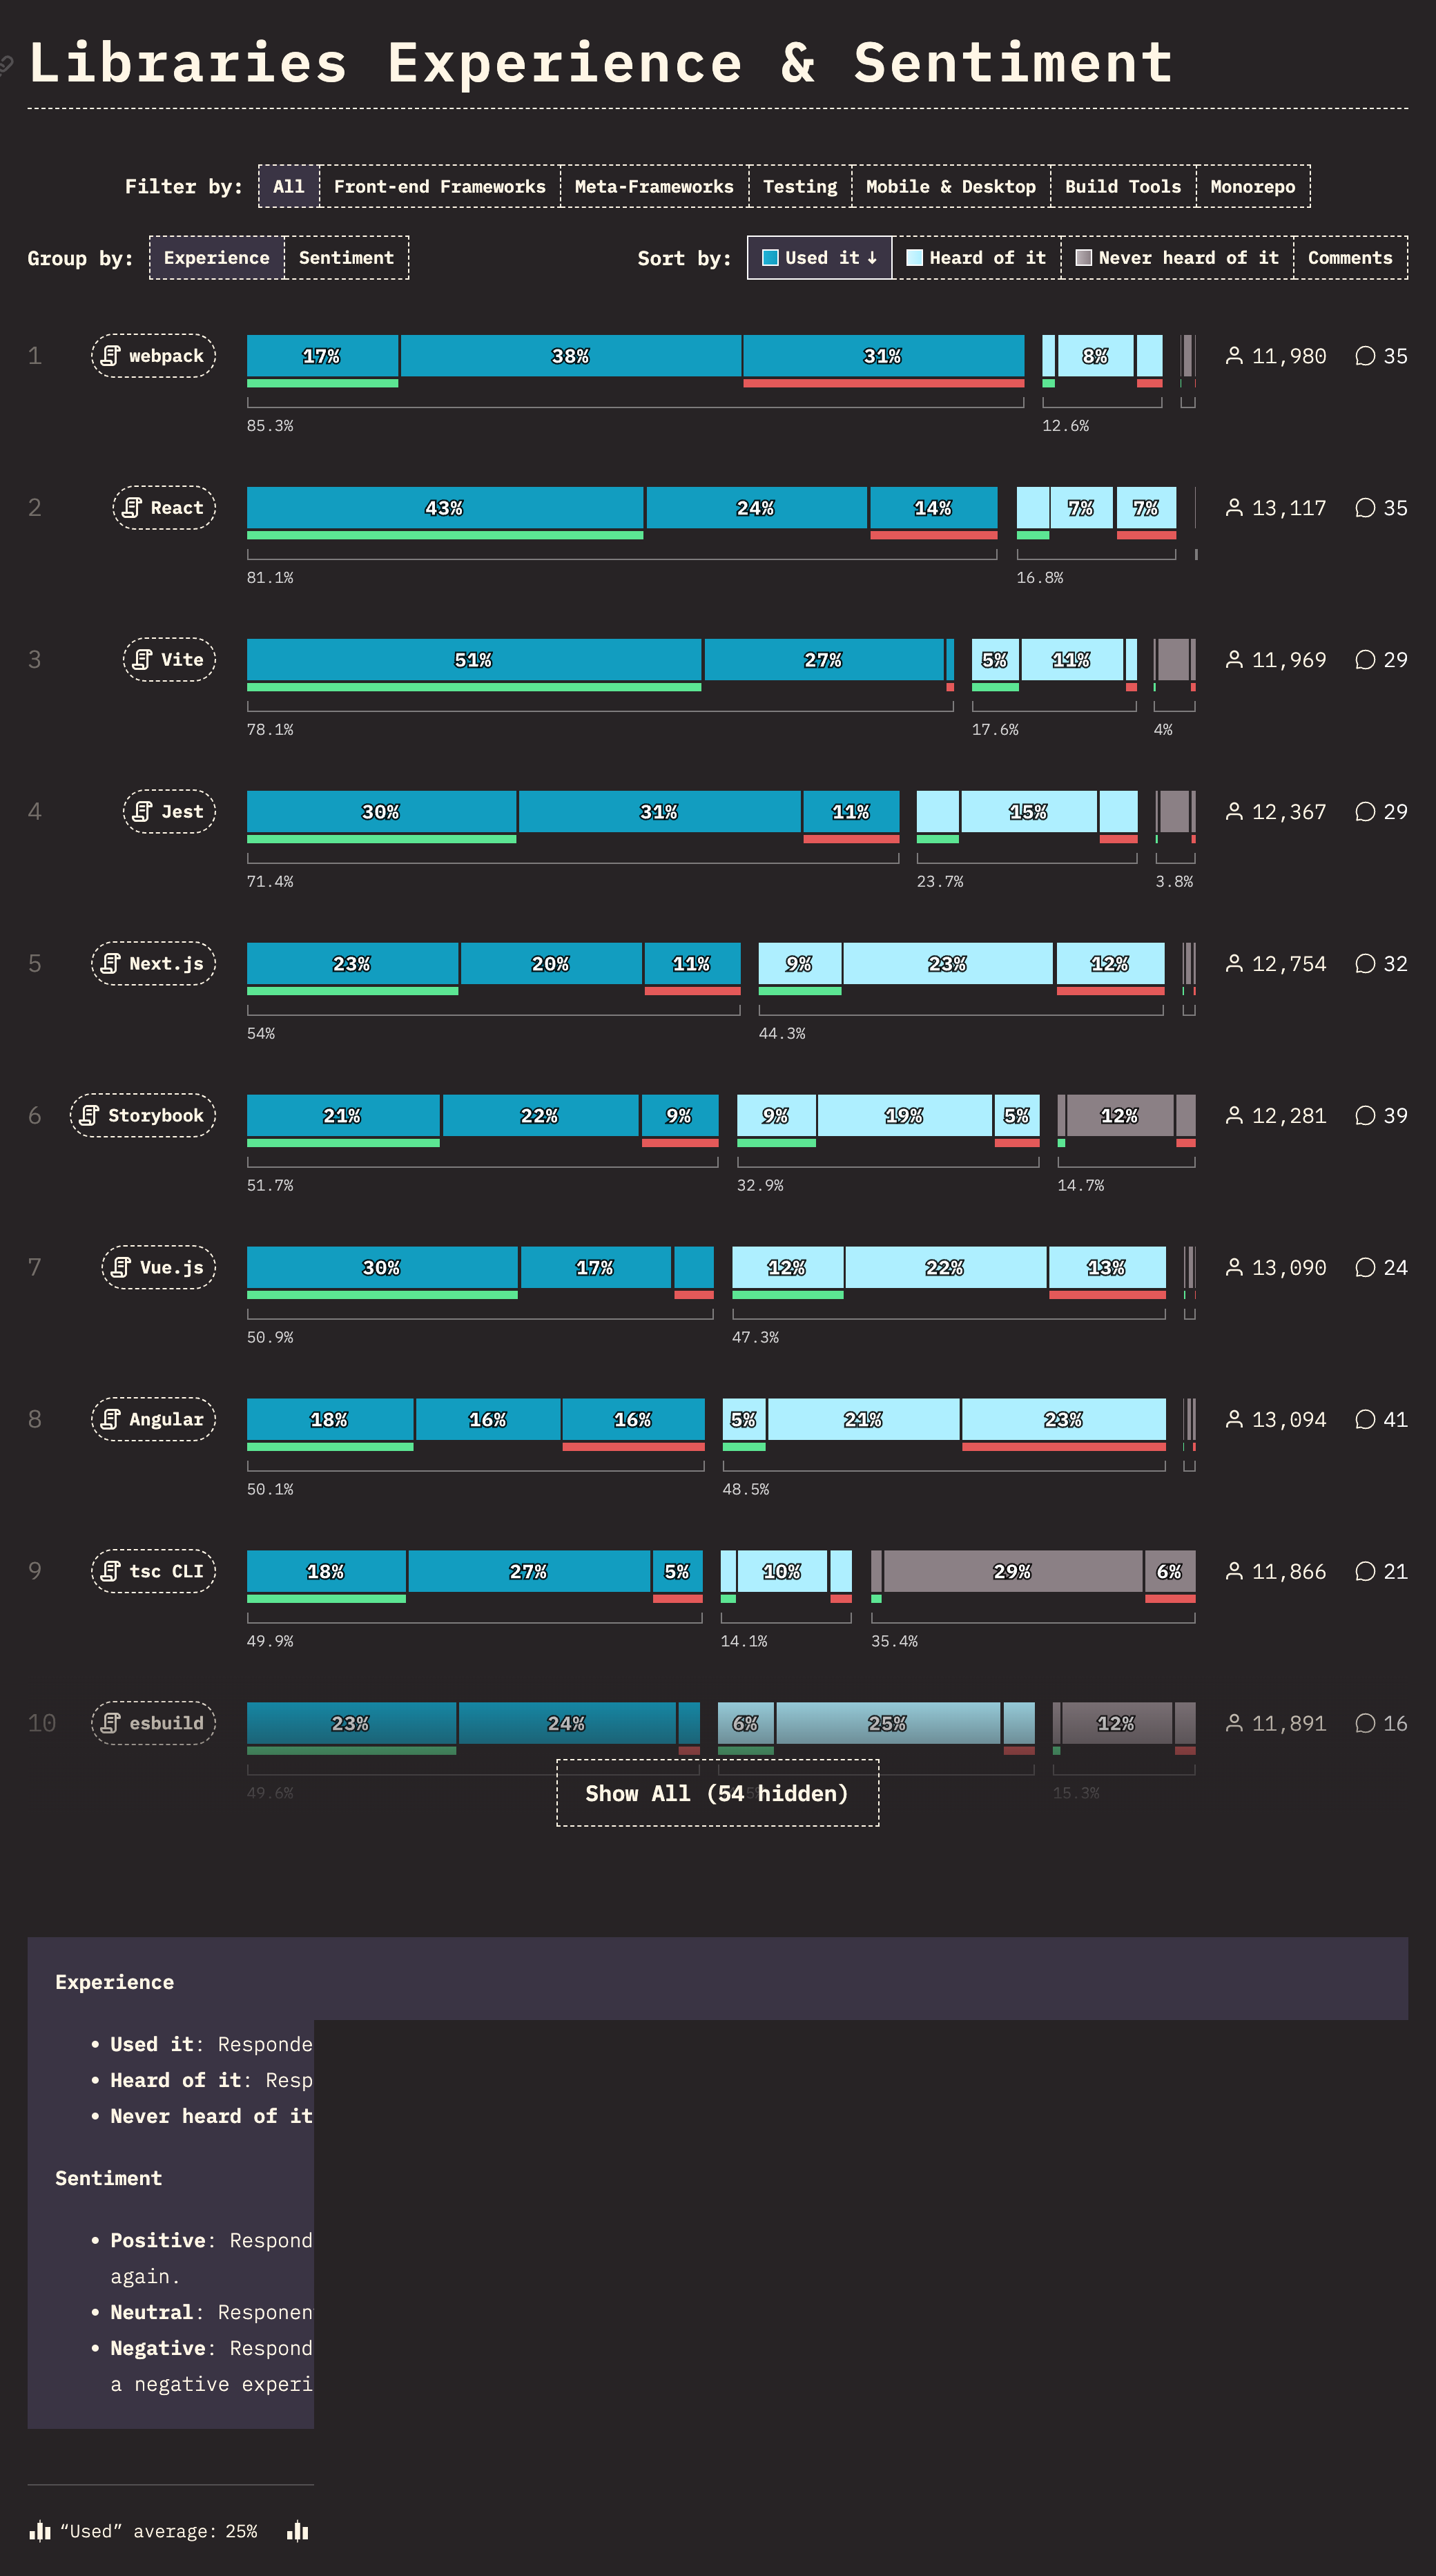 Libraries Experience & Sentiment
Filter by: All Front-end Frameworks Meta-Frameworks Testing Mobile & Desktop Build Tools Monorepo
Group by: Experience Sentiment Sort by: Used it ↓ Heard of it Never heard of it Comments
1 webpack 17% 38% 31% 8% 11,980 35
85.3% 12.6%
2 React 43% 24% 14% 7% 7% 13,117 35
81.1% 16.8%
3 Vite 51% 27% 5% 11% 11,969 29
78.1% 17.6% 4%
4 Jest 30% 31% 11% 15% 12,367 29
71.4% 23.7% 3.8%
5 Next.js 23% 20% 11% 9% 23% 12% 12,754 32
54% 44.3%
6 Storybook 21% 22% 9% 9% 19% 5% 12% 12,281 39
51.7% 32.9% 14.7%
7 Vue.js 30% 17% 12% 22% 13% 13,090 24
50.9% 47.3%
8 Angular 18% 16% 16% 5% 21% 23% 13,094 41
50.1% 48.5%
9 tsc CLI 18% 27% 5% 10% 29% 6% 11,866 21
49.9% 14.1% 35.4%
10 esbuild 23% 24% 6% 25% 12% 11,891 16
49.6% 15.3%
Show All (54 hidden)
Experience
• Used it: Responde
• Heard of it: Resp
• Never heard of it
Sentiment
• Positive: Respond
again.
• Neutral: Responen
• Negative: Respond
a negative experi
“Used” average: 25%